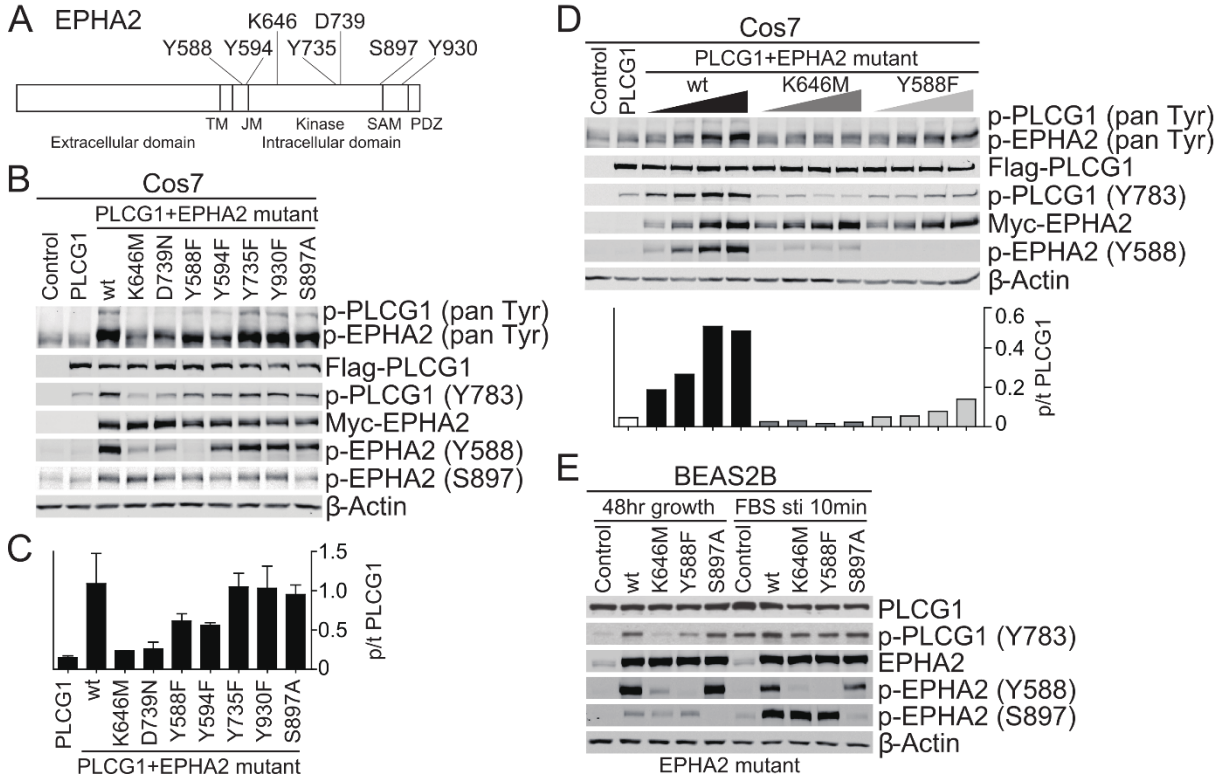 A
EPHA2
K646 D739
Y588 Y594 Y735 S897 Y930
TM JM Kinase SAM PDZ
Extracellular domain Intracellular domain
B
Cos7
PLCG1+EPHA2 mutant
Control
PLCG1
wt
K646M
D739N
Y588F
Y594F
Y735F
Y930F
S897A
p-PLCG1 (pan Tyr)
p-EPHA2 (pan Tyr)
Flag-PLCG1
p-PLCG1 (Y783)
Myc-EPHA2
p-EPHA2 (Y588)
p-EPHA2 (S897)
β-Actin
C
1.5
1.0
0.5
0
p/t PLCG1
PLCG1
wt
K646M
D739N
Y588F
Y594F
Y735F
Y930F
S897A
PLCG1+EPHA2 mutant
D
Cos7
Control
PLCG1
PLCG1+EPHA2 mutant
wt K646M Y588F
p-PLCG1 (pan Tyr)
p-EPHA2 (pan Tyr)
Flag-PLCG1
p-PLCG1 (Y783)
Myc-EPHA2
p-EPHA2 (Y588)
β-Actin
0.6
0.4
0.2
0
p/t PLCG1
E
BEAS2B
48hr growth FBS sti 10min
Control
wt
K646M
Y588F
S897A
Control
wt
K646M
Y588F
S897A
PLCG1
p-PLCG1 (Y783)
EPHA2
p-EPHA2 (Y588)
p-EPHA2 (S897)
β-Actin
EPHA2 mutant